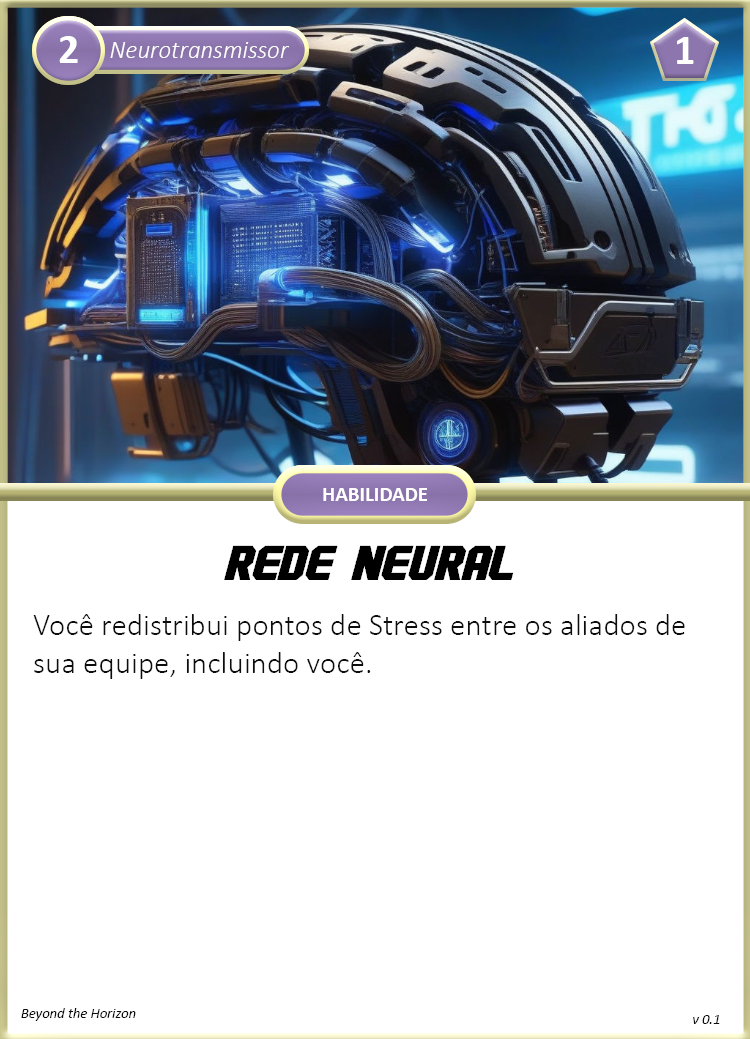 2 Neurotransmissor 1
HABILIDADE
REDE NEURAL
Você redistribui pontos de Stress entre os aliados de
sua equipe, incluindo você.
Beyond the Horizon
v 0.1